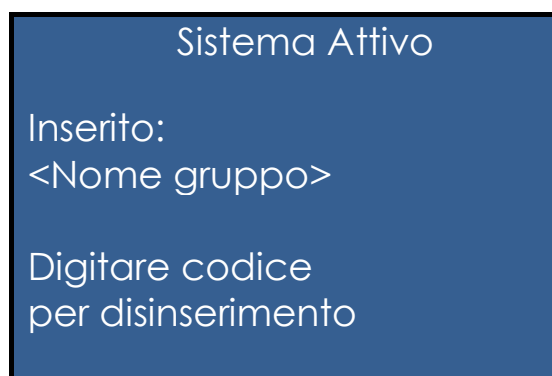 Sistema Attivo
Inserito:
<Nome gruppo>
Digitare codice
per disinserimento